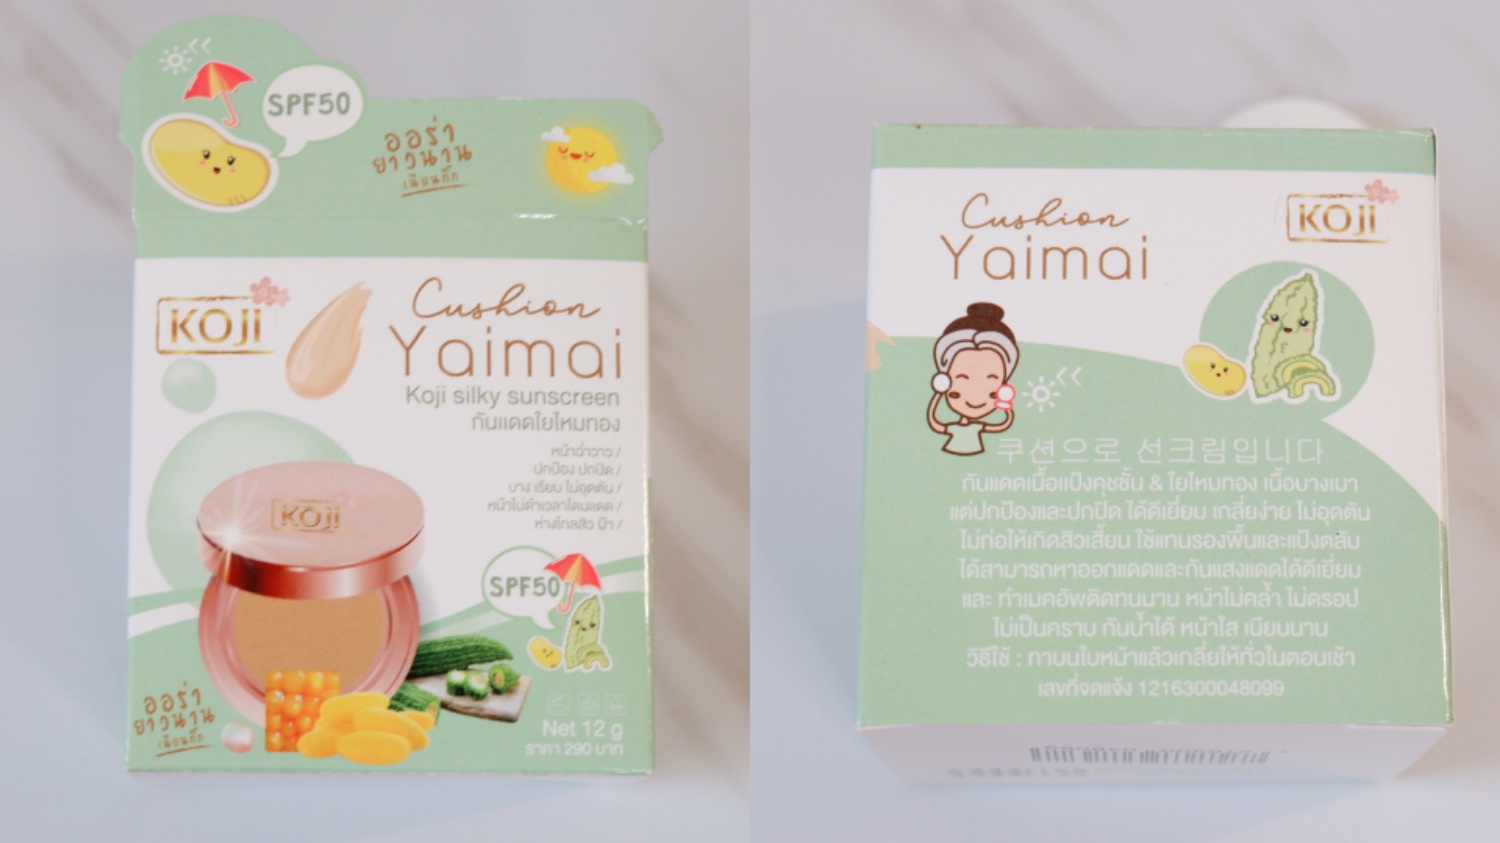 SPF50
ออร่า
ยาวนาน
เนียนกิ๊ก
KOJI
Cushion
Yaimai
Koji silky sunscreen
กันแดดใยไหมทอง
หน้าฉ่ำวาว /
ปกป้อง ปกปิด /
บาง เรียบ ไม่อุดตัน /
หน้าไม่ดำเวลาโดนแดด /
ห่างไกลสิว ฝ้า /
KOJI
SPF50
ออร่า
ยาวนาน
เนียนกิ๊ก
Net 12 g
ราคา 290 บาท
Cushion
Yaimai
KOJI
쿠션으로 선크림입니다
กันแดดเนื้อแป้งคุชชั้น & ใยไหมทอง เนื้อบางเบา
แต่ปกป้องและปกปิด ได้ดีเยี่ยม เกลี่ยง่าย ไม่อุดตัน
ไม่ก่อให้เกิดสิวเสี้ยน ใช้แทนรองพื้นและแป้งตลับ
ได้สามารถทาออกแดดและกันแสงแดดได้ดีเยี่ยม
และ ทำเมคอัพติดทนนาน หน้าไม่คล้ำ ไม่ดรอป
ไม่เป็นคราบ กันน้ำได้ หน้าใส เนียนนาน
วิธีใช้ : ทาบนใบหน้าแล้วเกลี่ยให้ทั่วในตอนเช้า
เลขที่จดแจ้ง 1216300048099